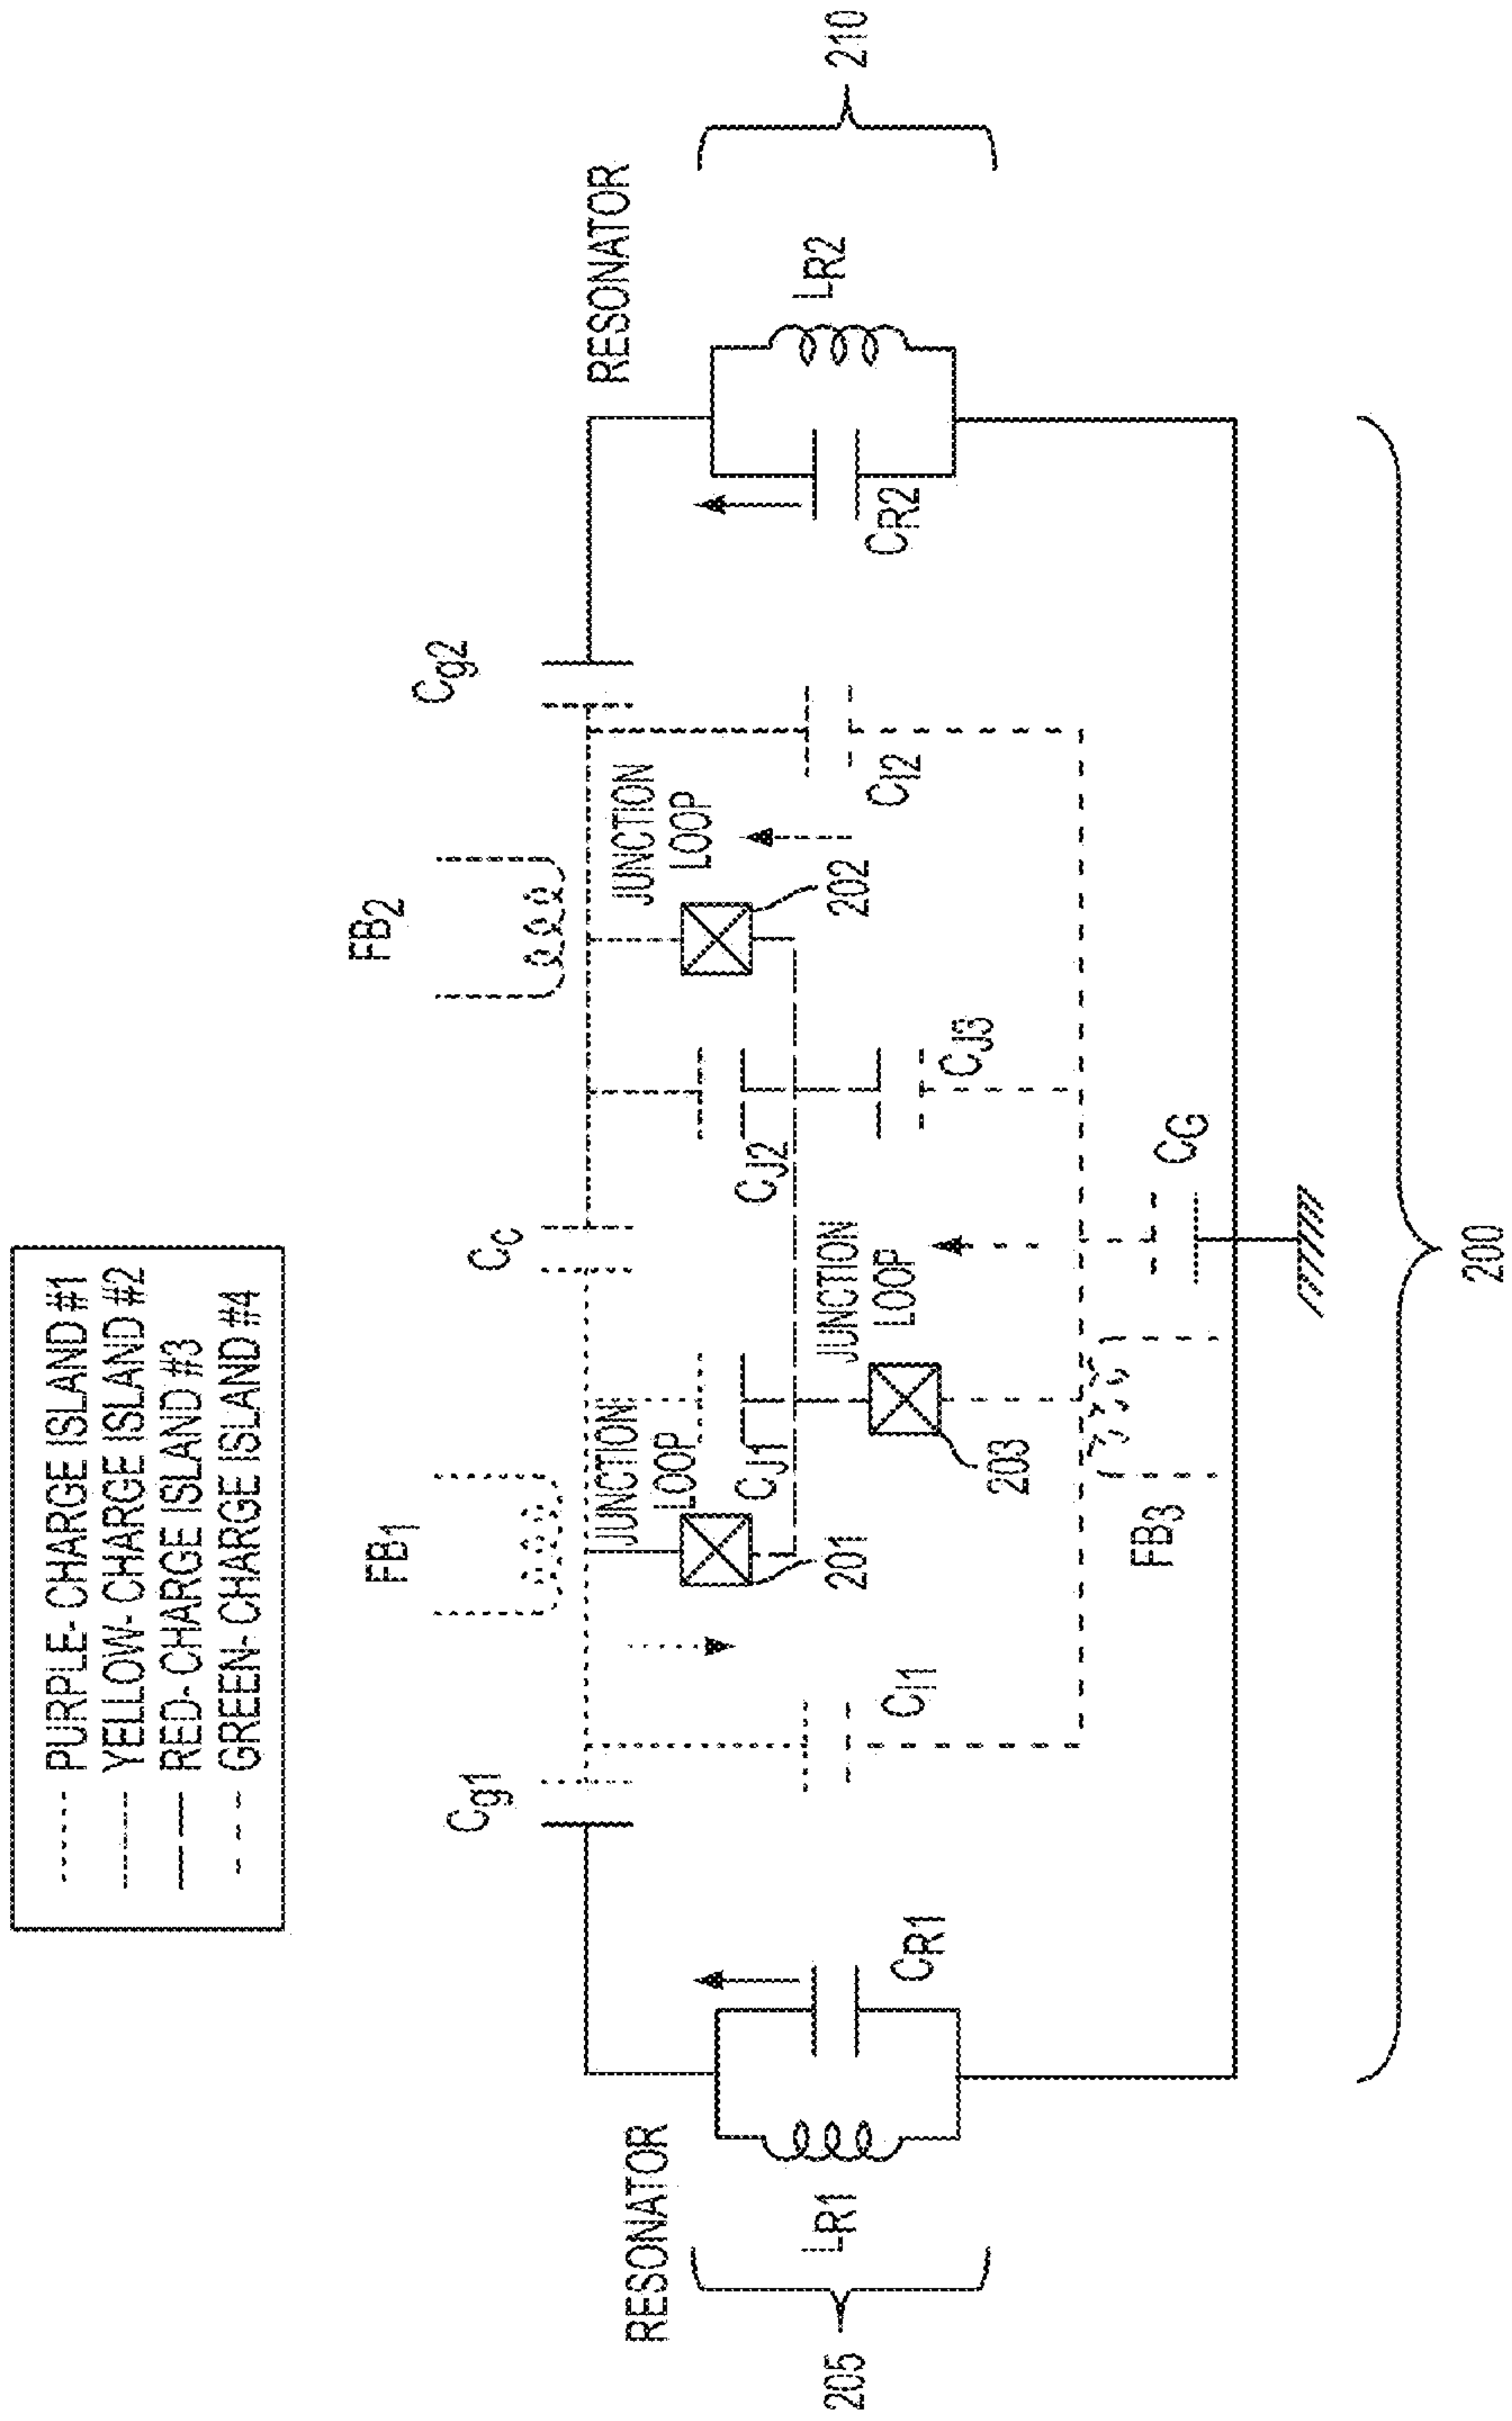 PURPLE- CHARGE ISLAND #1
YELLOW- CHARGE ISLAND #2
RED- CHARGE ISLAND #3
GREEN- CHARGE ISLAND #4
FB1
FB2
Cg1
CC
Cg2
RESONATOR
RESONATOR
JUNCTION
LOOP
JUNCTION
LOOP
205
LR1
CR1
CI1
201
CJ1
CJ2
202
CI2
CR2
LR2
210
JUNCTION
LOOP
203
CJ3
FB3
CG
200